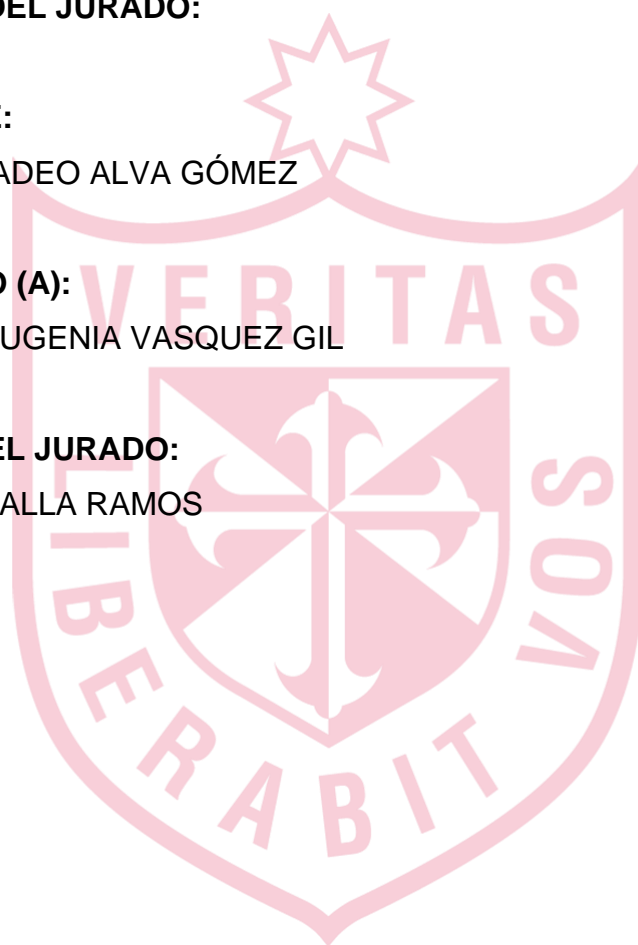 DEL JURADO:
E:
ADEO ALVA GÓMEZ
O (A):
UGENIA VASQUEZ GIL
EL JURADO:
ALLA RAMOS
VERITAS
LIBERABIT VOS